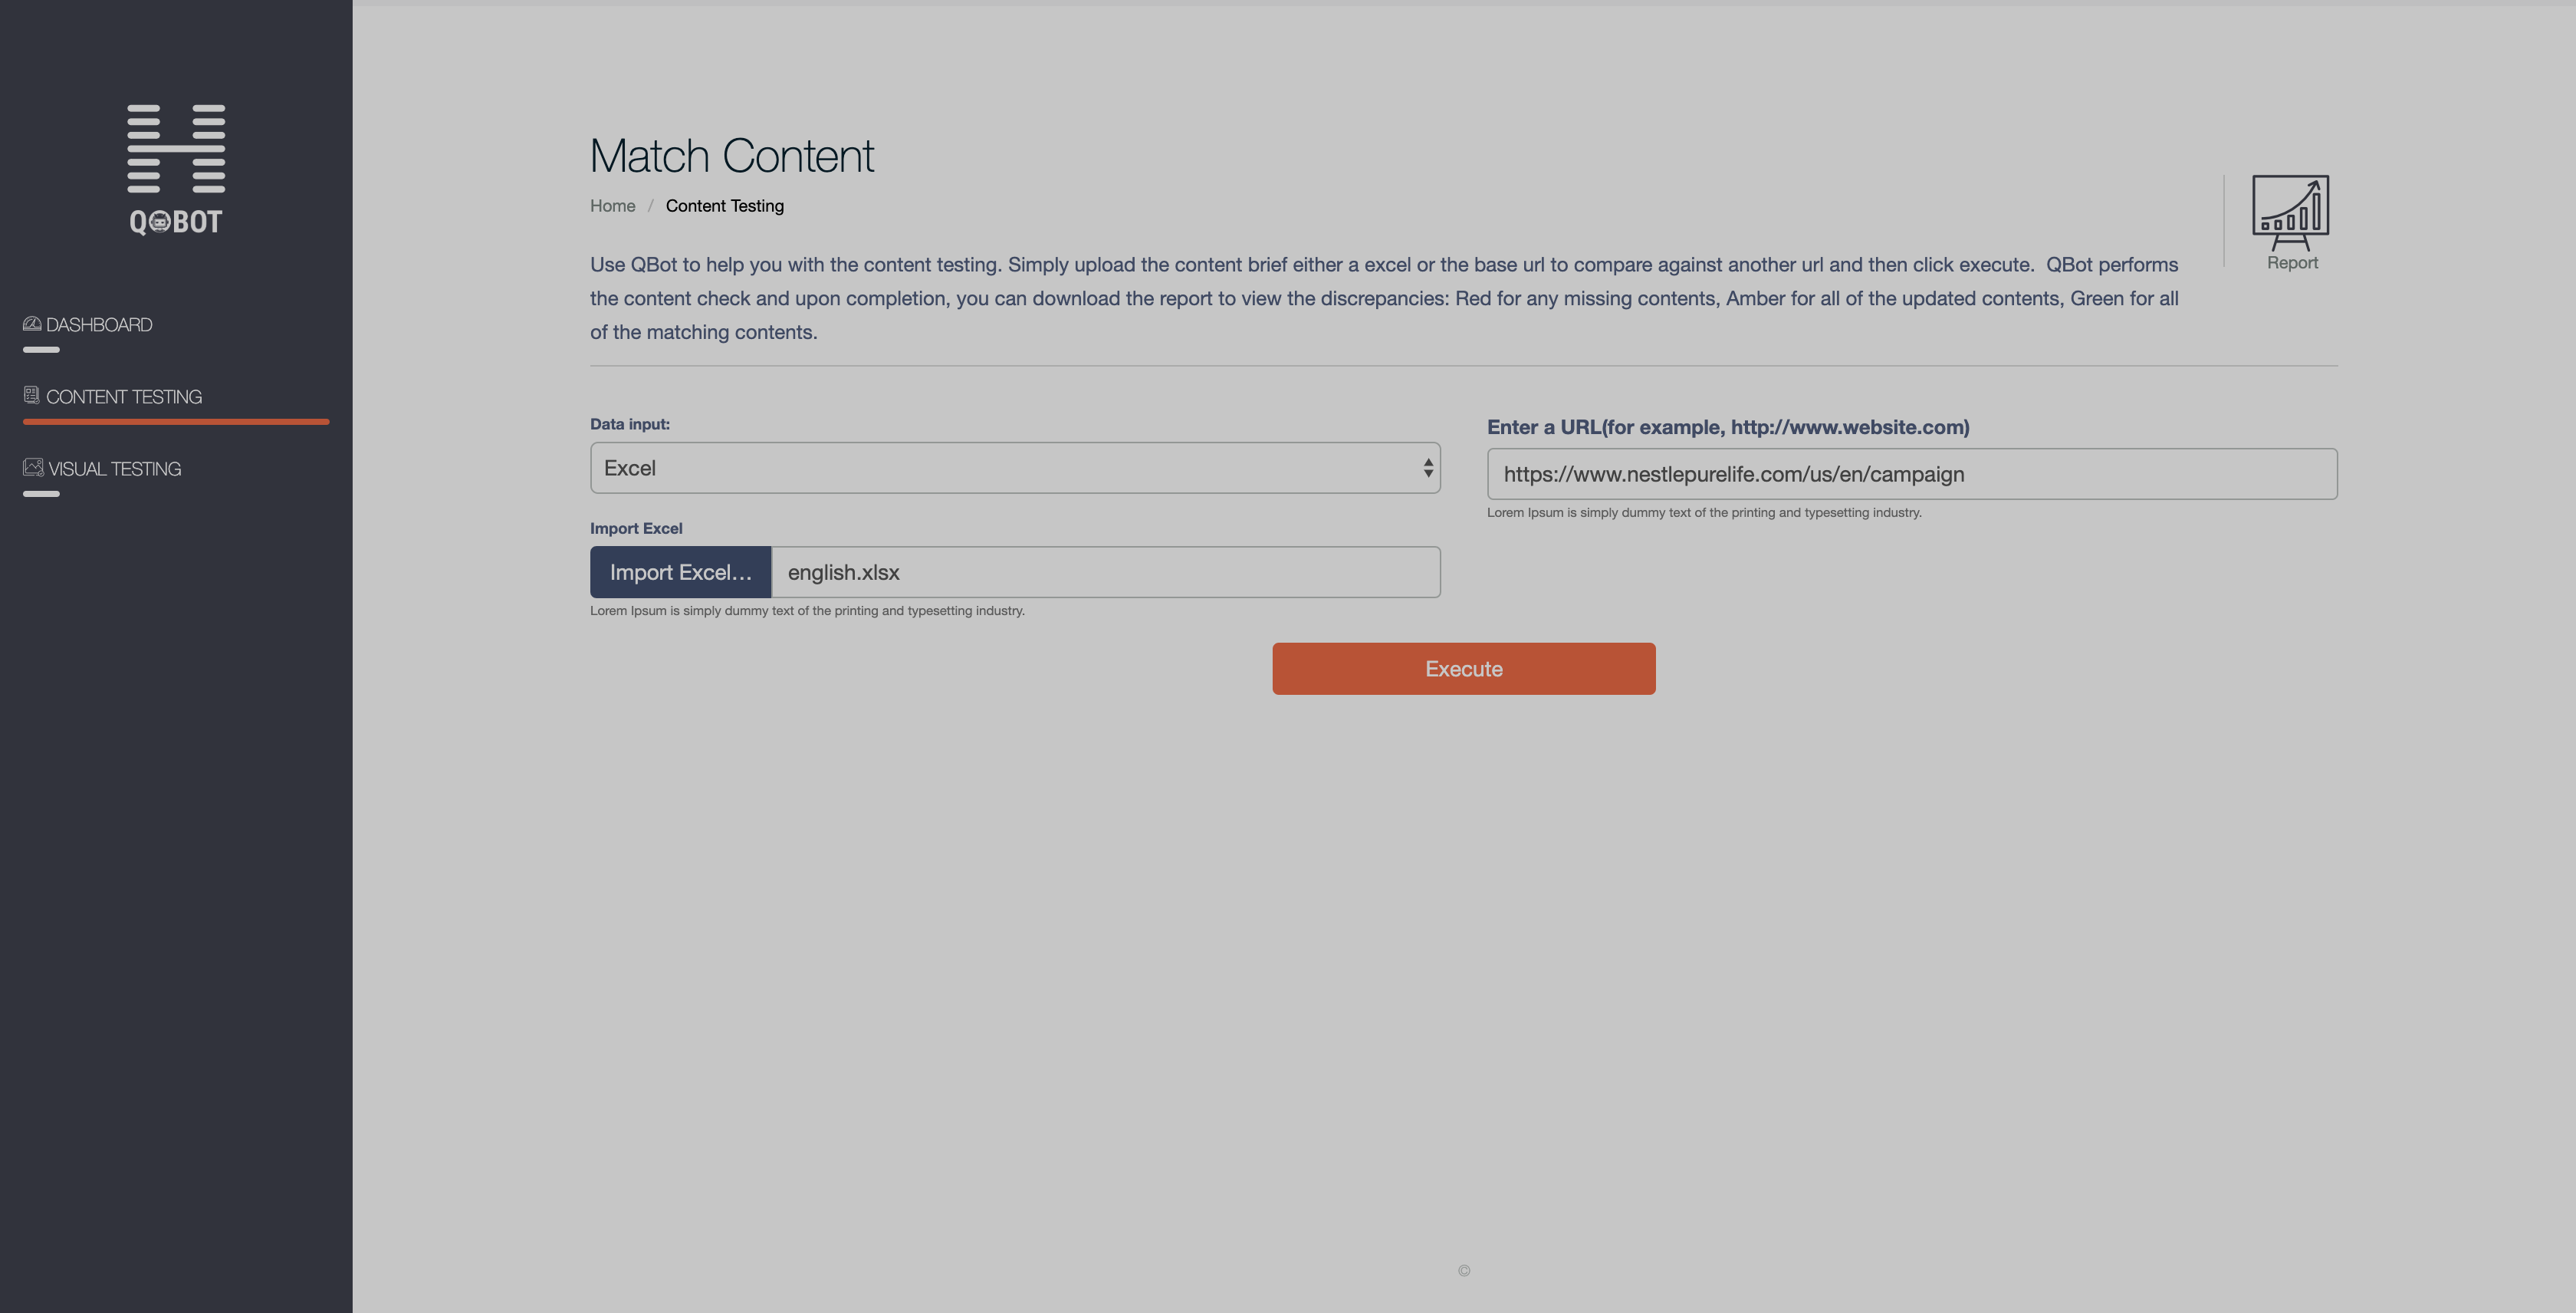 QBOT
DASHBOARD
CONTENT TESTING
VISUAL TESTING
Match Content
Home / Content Testing
Use QBot to help you with the content testing. Simply upload the content brief either a excel or the base url to compare against another url and then click execute.  QBot performs
the content check and upon completion, you can download the report to view the discrepancies: Red for any missing contents, Amber for all of the updated contents, Green for all
of the matching contents.
Report
Data input:
Excel
Import Excel
Import Excel... english.xlsx
Lorem Ipsum is simply dummy text of the printing and typesetting industry.
Enter a URL(for example, http://www.website.com)
https://www.nestlepurelife.com/us/en/campaign
Lorem Ipsum is simply dummy text of the printing and typesetting industry.
Execute
©